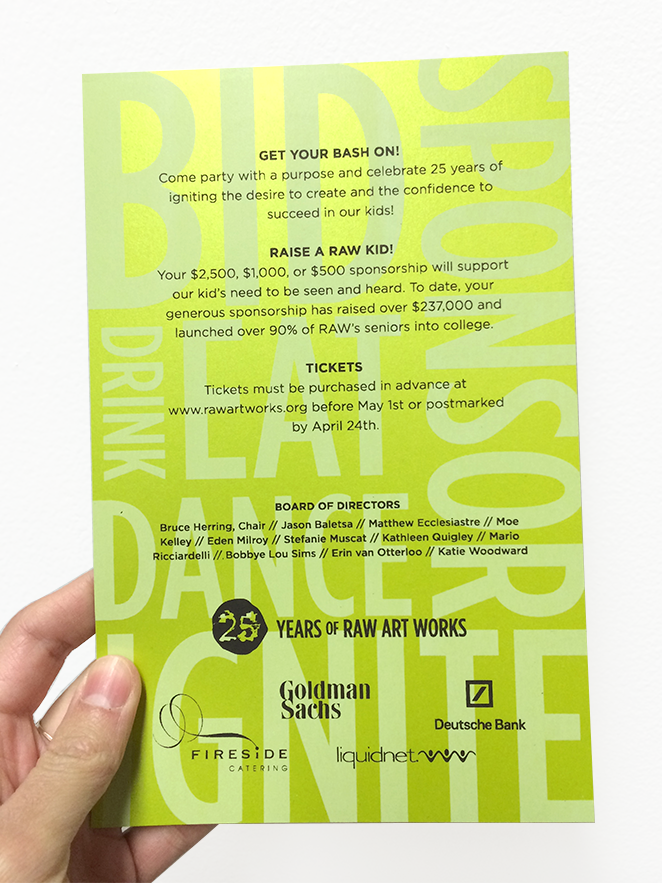 BID
SPONSOR
DRINK
EAT
DANCE
IGNITE
GET YOUR BASH ON!
Come party with a purpose and celebrate 25 years of
igniting the desire to create and the confidence to
succeed in our kids!
RAISE A RAW KID!
Your $2,500, $1,000, or $500 sponsorship will support
our kid's need to be seen and heard. To date, your
generous sponsorship has raised over $237,000 and
launched over 90% of RAW's seniors into college.
TICKETS
Tickets must be purchased in advance at
www.rawartworks.org before May 1st or postmarked
by April 24th.
BOARD OF DIRECTORS
Bruce Herring, Chair // Jason Baletsa // Matthew Ecclesiastre // Moe
Kelley // Eden Milroy // Stefanie Muscat // Kathleen Quigley // Mario
Ricciardelli // Bobbye Lou Sims // Erin van Otterloo // Katie Woodward
25 YEARS OF RAW ART WORKS
Goldman
Sachs
Deutsche Bank
FIRESiDE
CATERING
liquidnet